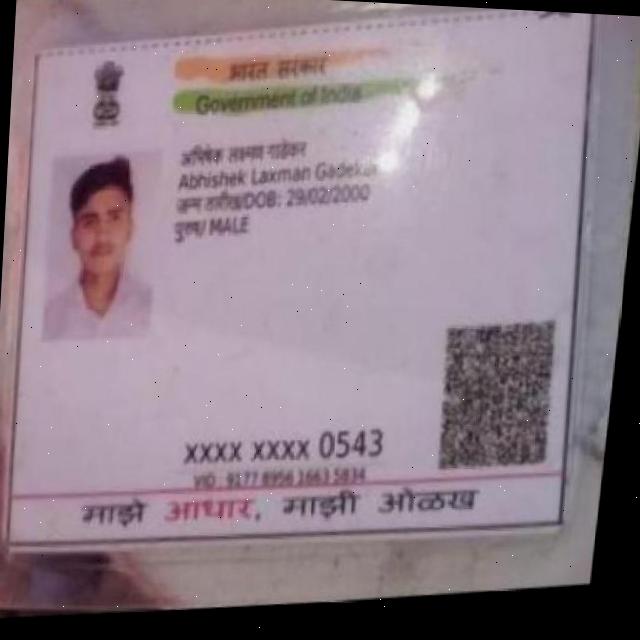 भारत सरकार
Government of India
अभिषेक लक्ष्मण गाडेकर
Abhishek Laxman Gadekar
जन्म तारीख/DOB: 29/02/2000
पुरुष/ MALE
xxxx xxxx 0543
VID : 9177 8956 1663 5834
माझे आधार, माझी ओळख